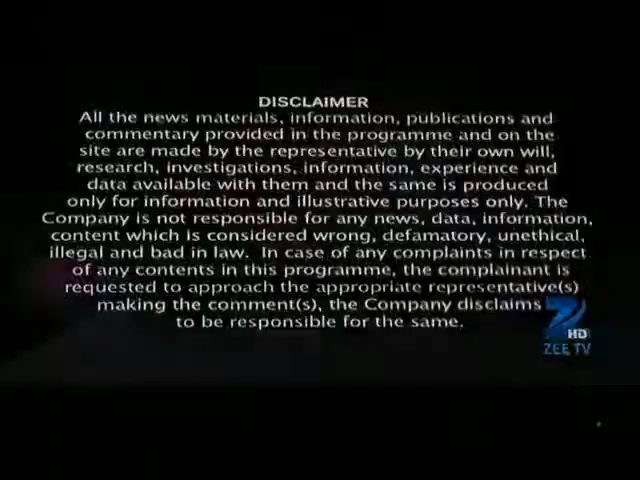 DISCLAIMER
All the news materials, information, publications and
commentary provided in the programme and on the
site are made by the representative by their own will,
research, investigations, information, experience and
data available with them and the same is produced
only for information and illustrative purposes only. The
Company is not responsible for any news, data, information,
content which is considered wrong, defamatory, unethical,
illegal and bad in law. In case of any complaints in respect
of any contents in this programme, the complainant is
requested to approach the appropriate representative(s)
making the comment(s), the Company disclaims
to be responsible for the same.
HD
ZEE TV